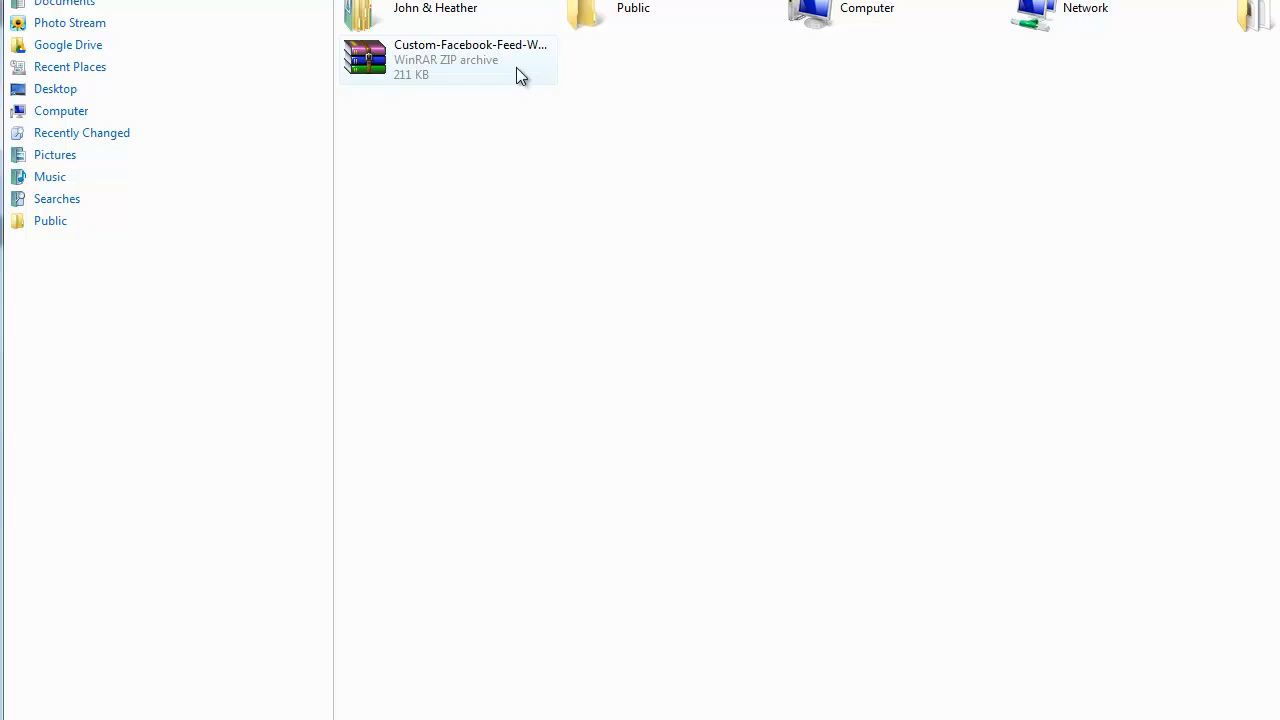 Documents
Photo Stream
Google Drive
Recent Places
Desktop
Computer
Recently Changed
Pictures
Music
Searches
Public
John & Heather
Public
Computer
Network
Custom-Facebook-Feed-W...
WinRAR ZIP archive
211 KB